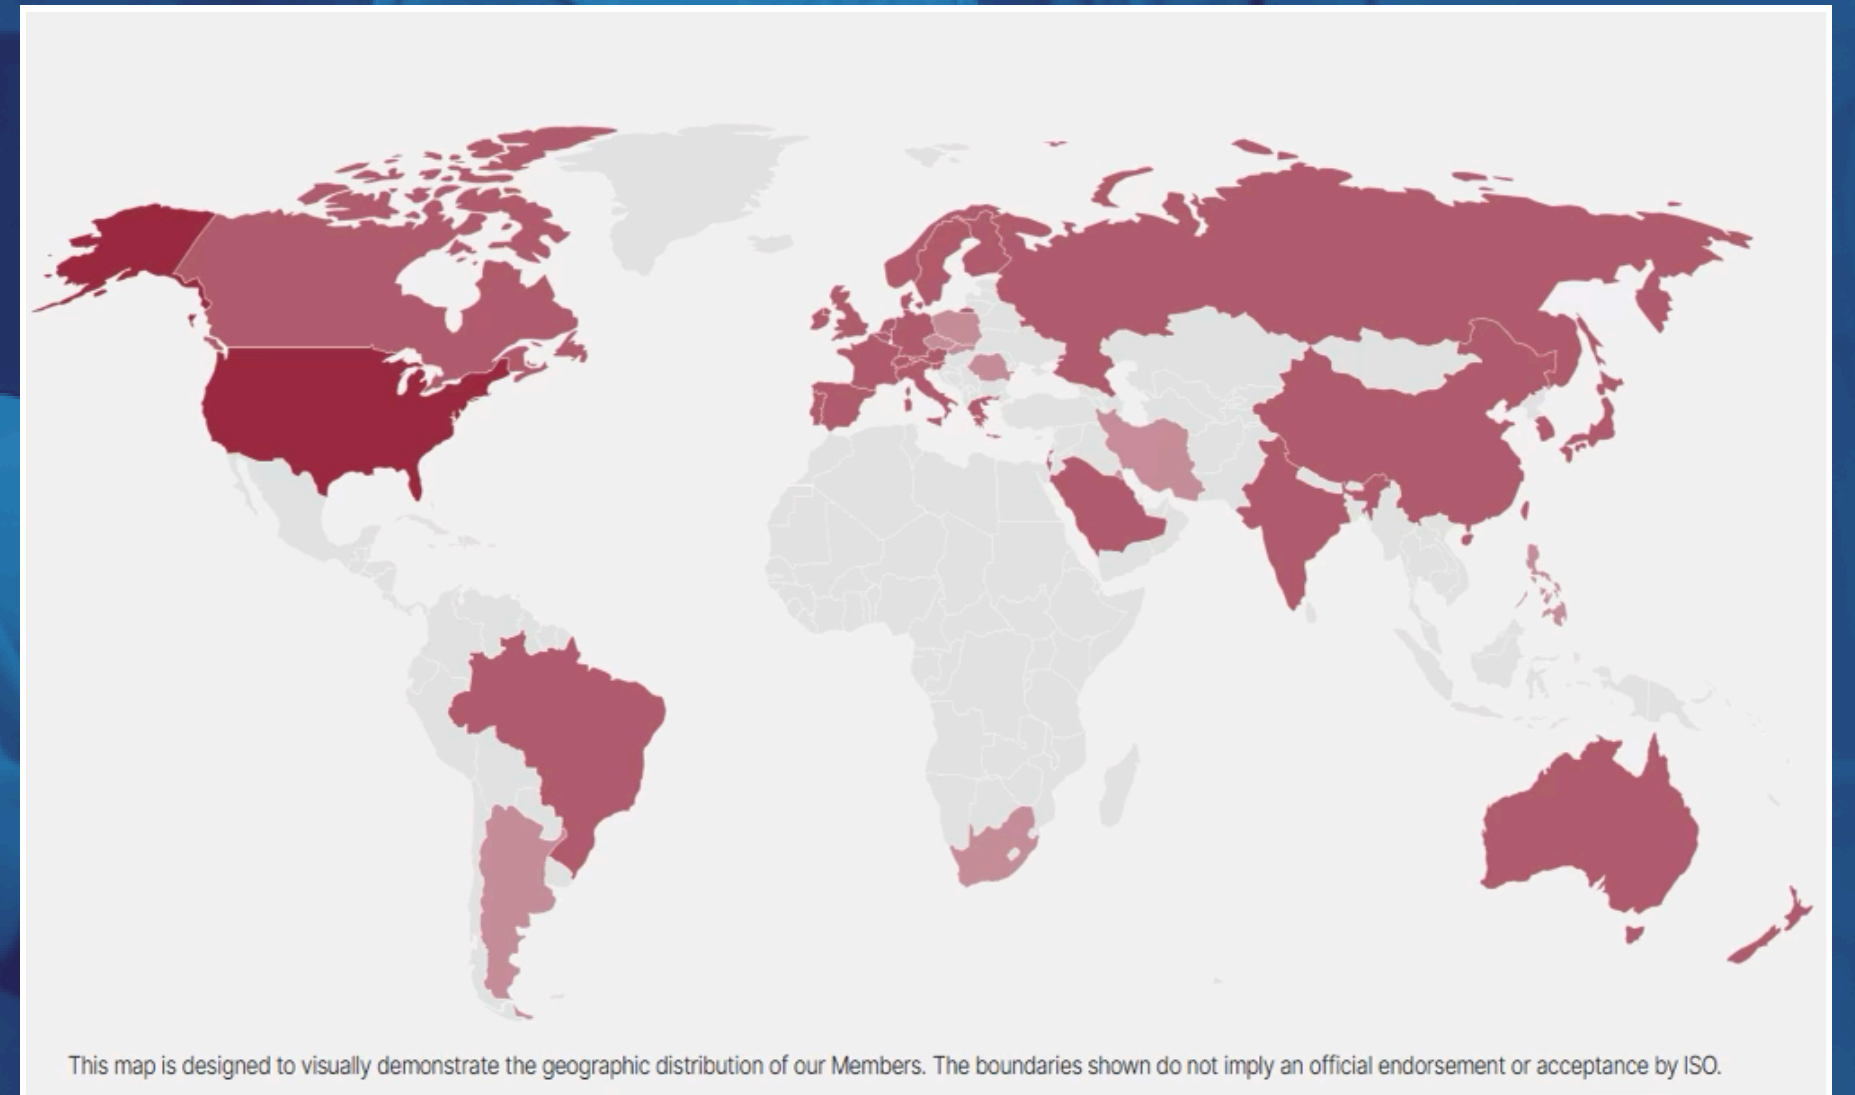 This map is designed to visually demonstrate the geographic distribution of our Members. The boundaries shown do not imply an official endorsement or acceptance by ISO.